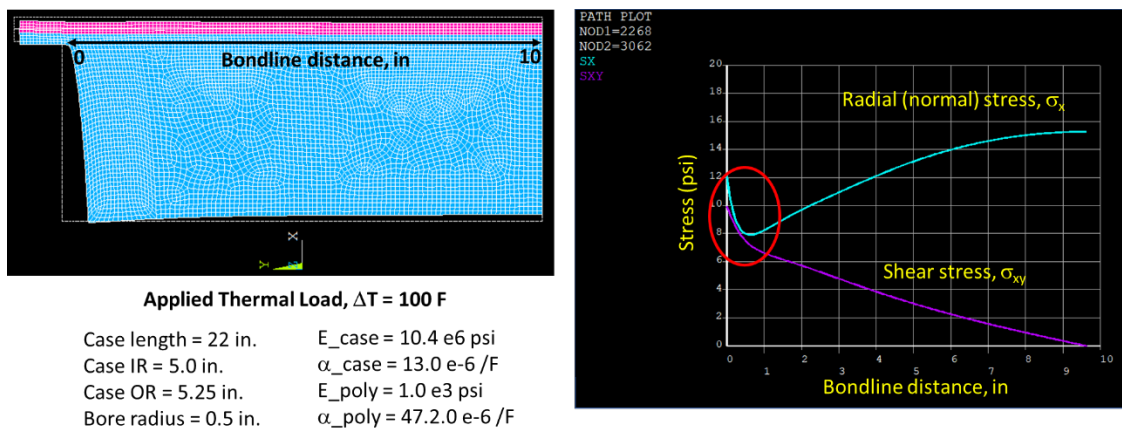 0
Bondline distance, in
10
X
Y
Applied Thermal Load, ΔT = 100 F
Case length = 22 in.
Case IR = 5.0 in.
Case OR = 5.25 in.
Bore radius = 0.5 in.
E_case = 10.4 e6 psi
α_case = 13.0 e-6 /F
E_poly = 1.0 e3 psi
α_poly = 47.2.0 e-6 /F
PATH PLOT
NOD1=2268
NOD2=3062
SX
SXY
20
18
16
14
12
10
8
6
4
2
0
Stress (psi)
Radial (normal) stress, σx
Shear stress, σxy
0 2 4 5 6 7 8 9 10
1 3
Bondline distance, in